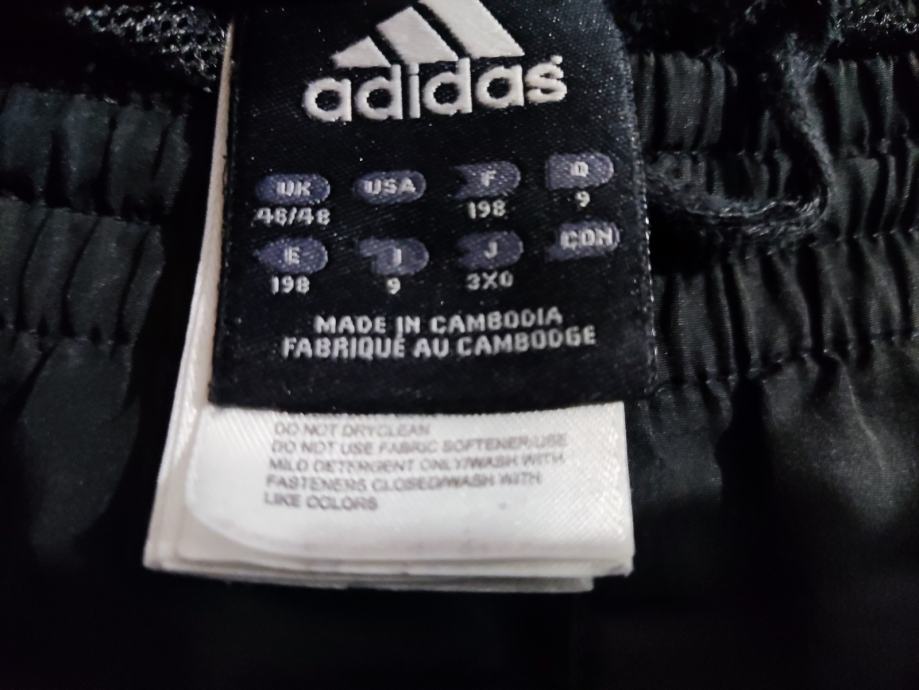 adidas
UK USA F D
46/48 198 9
E I J CDN
198 9 3XO
MADE IN CAMBODIA
FABRIQUÉ AU CAMBODGE
DO NOT DRYCLEAN
DO NOT USE FABRIC SOFTENER/USE
MILD DETERGENT ONLY/WASH WITH
FASTENERS CLOSED/WASH WITH
LIKE COLORS